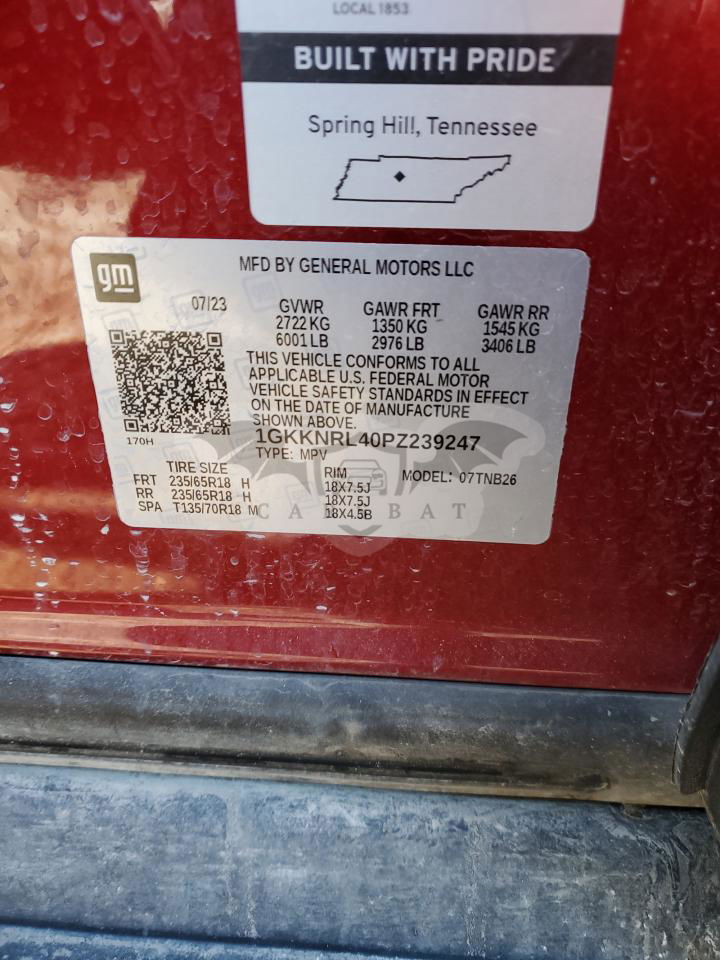 LOCAL 1853
BUILT WITH PRIDE
Spring Hill, Tennessee
gm
MFD BY GENERAL MOTORS LLC
07/23 GVWR GAWR FRT GAWR RR
2722 KG 1350 KG 1545 KG
6001 LB 2976 LB 3406 LB
THIS VEHICLE CONFORMS TO ALL
APPLICABLE U.S. FEDERAL MOTOR
VEHICLE SAFETY STANDARDS IN EFFECT
ON THE DATE OF MANUFACTURE
SHOWN ABOVE.
170H
1GKKNRL40PZ239247
TYPE: MPV
TIRE SIZE RIM MODEL: 07TNB26
FRT 235/65R18 H 18X7.5J
RR 235/65R18 H 18X7.5J
SPA T135/70R18 M 18X4.5B